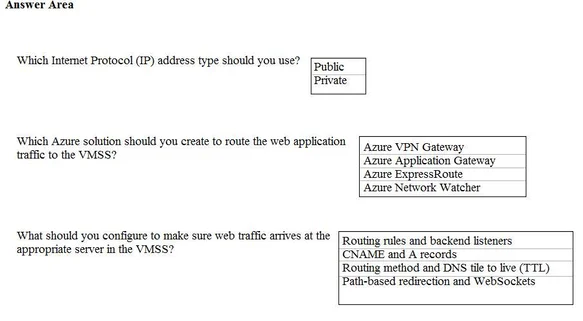 Answer Area
Which Internet Protocol (IP) address type should you use?
Public
Private
Which Azure solution should you create to route the web application
traffic to the VMSS?
Azure VPN Gateway
Azure Application Gateway
Azure ExpressRoute
Azure Network Watcher
What should you configure to make sure web traffic arrives at the
appropriate server in the VMSS?
Routing rules and backend listeners
CNAME and A records
Routing method and DNS tile to live (TTL)
Path-based redirection and WebSockets